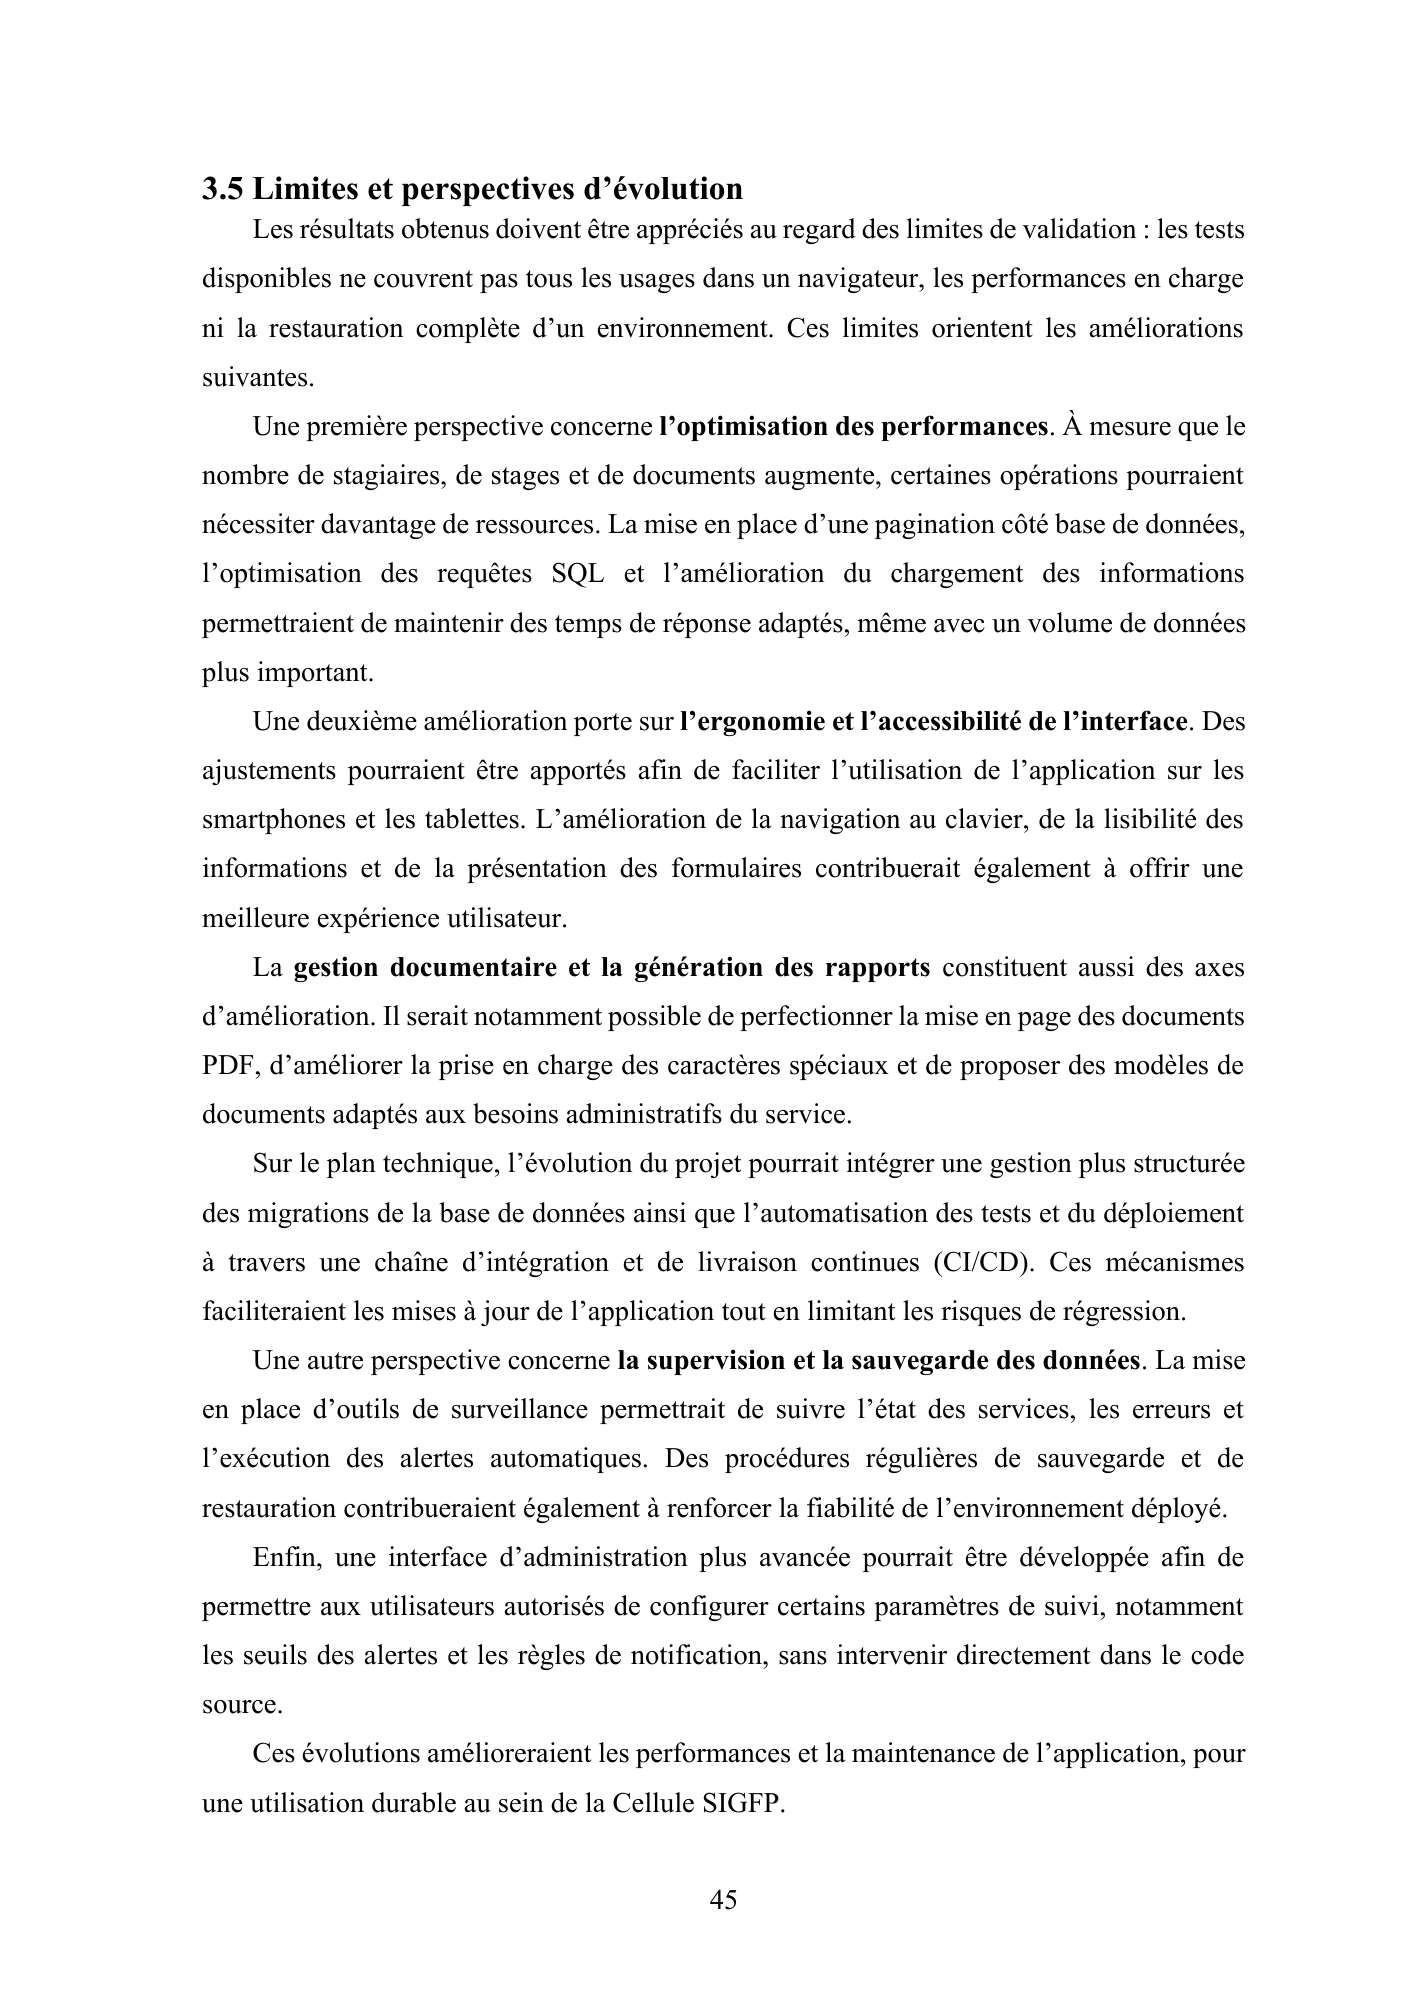 3.5 Limites et perspectives d’évolution
Les résultats obtenus doivent être appréciés au regard des limites de validation : les tests
disponibles ne couvrent pas tous les usages dans un navigateur, les performances en charge
ni la restauration complète d’un environnement. Ces limites orientent les améliorations
suivantes.
Une première perspective concerne l’optimisation des performances. À mesure que le
nombre de stagiaires, de stages et de documents augmente, certaines opérations pourraient
nécessiter davantage de ressources. La mise en place d’une pagination côté base de données,
l’optimisation des requêtes SQL et l’amélioration du chargement des informations
permettraient de maintenir des temps de réponse adaptés, même avec un volume de données
plus important.
Une deuxième amélioration porte sur l’ergonomie et l’accessibilité de l’interface. Des
ajustements pourraient être apportés afin de faciliter l’utilisation de l’application sur les
smartphones et les tablettes. L’amélioration de la navigation au clavier, de la lisibilité des
informations et de la présentation des formulaires contribuerait également à offrir une
meilleure expérience utilisateur.
La gestion documentaire et la génération des rapports constituent aussi des axes
d’amélioration. Il serait notamment possible de perfectionner la mise en page des documents
PDF, d’améliorer la prise en charge des caractères spéciaux et de proposer des modèles de
documents adaptés aux besoins administratifs du service.
Sur le plan technique, l’évolution du projet pourrait intégrer une gestion plus structurée
des migrations de la base de données ainsi que l’automatisation des tests et du déploiement
à travers une chaîne d’intégration et de livraison continues (CI/CD). Ces mécanismes
faciliteraient les mises à jour de l’application tout en limitant les risques de régression.
Une autre perspective concerne la supervision et la sauvegarde des données. La mise
en place d’outils de surveillance permettrait de suivre l’état des services, les erreurs et
l’exécution des alertes automatiques. Des procédures régulières de sauvegarde et de
restauration contribueraient également à renforcer la fiabilité de l’environnement déployé.
Enfin, une interface d’administration plus avancée pourrait être développée afin de
permettre aux utilisateurs autorisés de configurer certains paramètres de suivi, notamment
les seuils des alertes et les règles de notification, sans intervenir directement dans le code
source.
Ces évolutions amélioreraient les performances et la maintenance de l’application, pour
une utilisation durable au sein de la Cellule SIGFP.
45